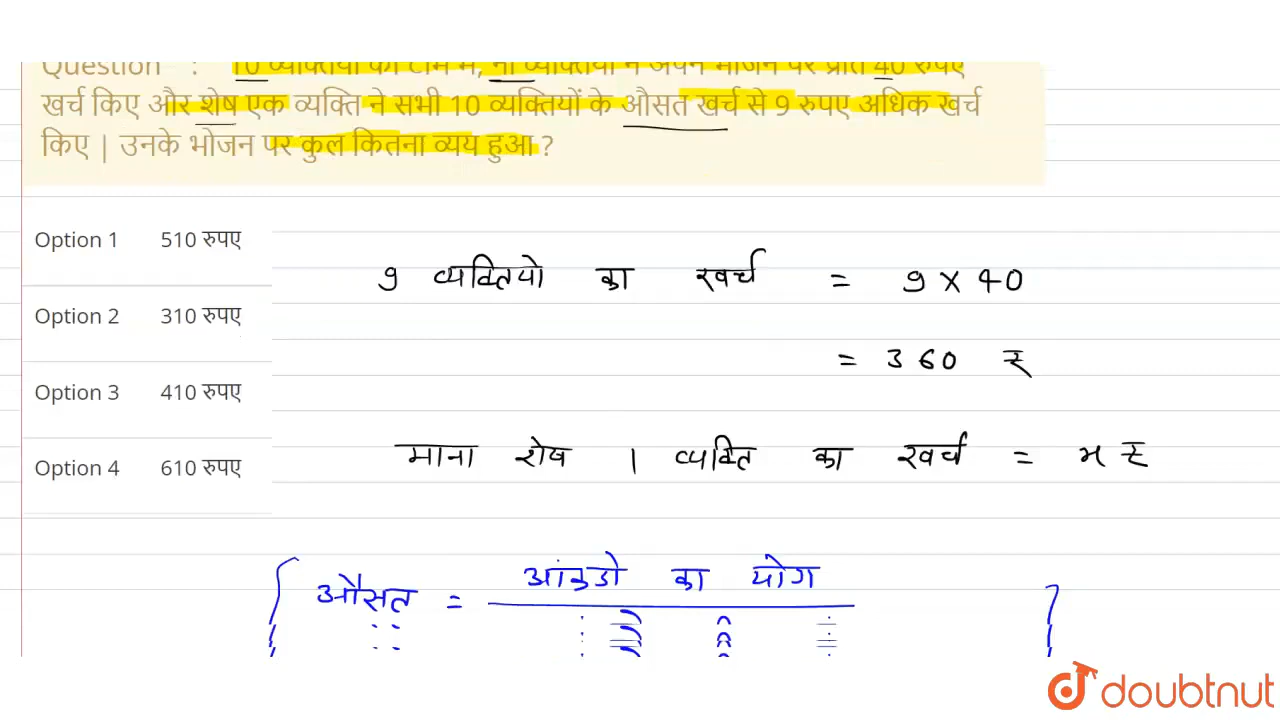 Question : 10 व्यक्तियों की टीम में, नौ व्यक्तियों ने अपने भोजन पर प्रति 40 रुपए
खर्च किए और शेष एक व्यक्ति ने सभी 10 व्यक्तियों के औसत खर्च से 9 रुपए अधिक खर्च
किए | उनके भोजन पर कुल कितना व्यय हुआ ?
Option 1 510 रुपए
Option 2 310 रुपए
Option 3 410 रुपए
Option 4 610 रुपए
9 व्यक्तियो का खर्च = 9 × 40
= 360 ₹
माना शेष 1 व्यक्ति का खर्च = x ₹
औसत = आंकडो का योग
doubtnut